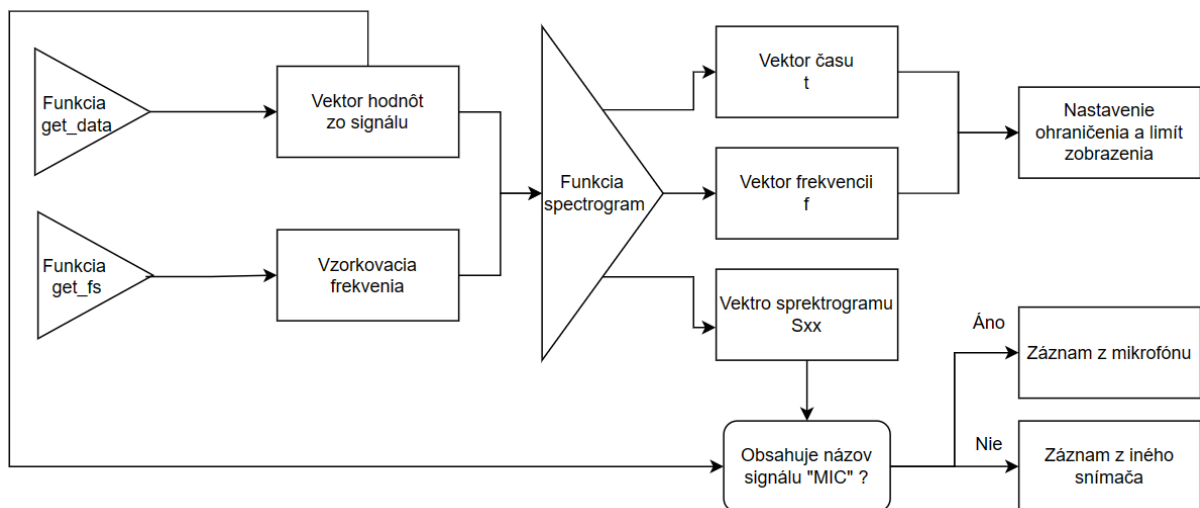 Funkcia
get_data
Vektor hodnôt
zo signálu
Funkcia
get_fs
Vzorkovacia
frekvenia
Funkcia
spectrogram
Vektor času
t
Vektor frekvencii
f
Vektro sprektrogramu
Sxx
Nastavenie
ohraničenia a limít
zobrazenia
Obsahuje názov
signálu "MIC" ?
Áno
Záznam z mikrofónu
Nie
Záznam z iného
snímača